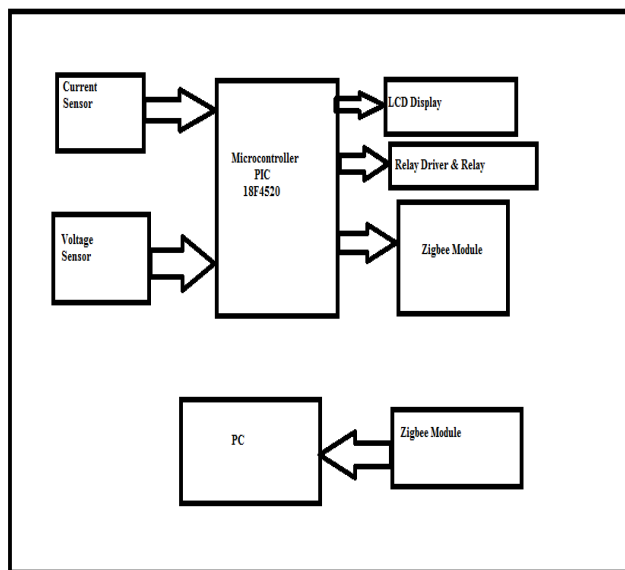 Current
Sensor
LCD Display
Microcontroller
PIC
18F4520
Relay Driver & Relay
Voltage
Sensor
Zigbee Module
PC
Zigbee Module